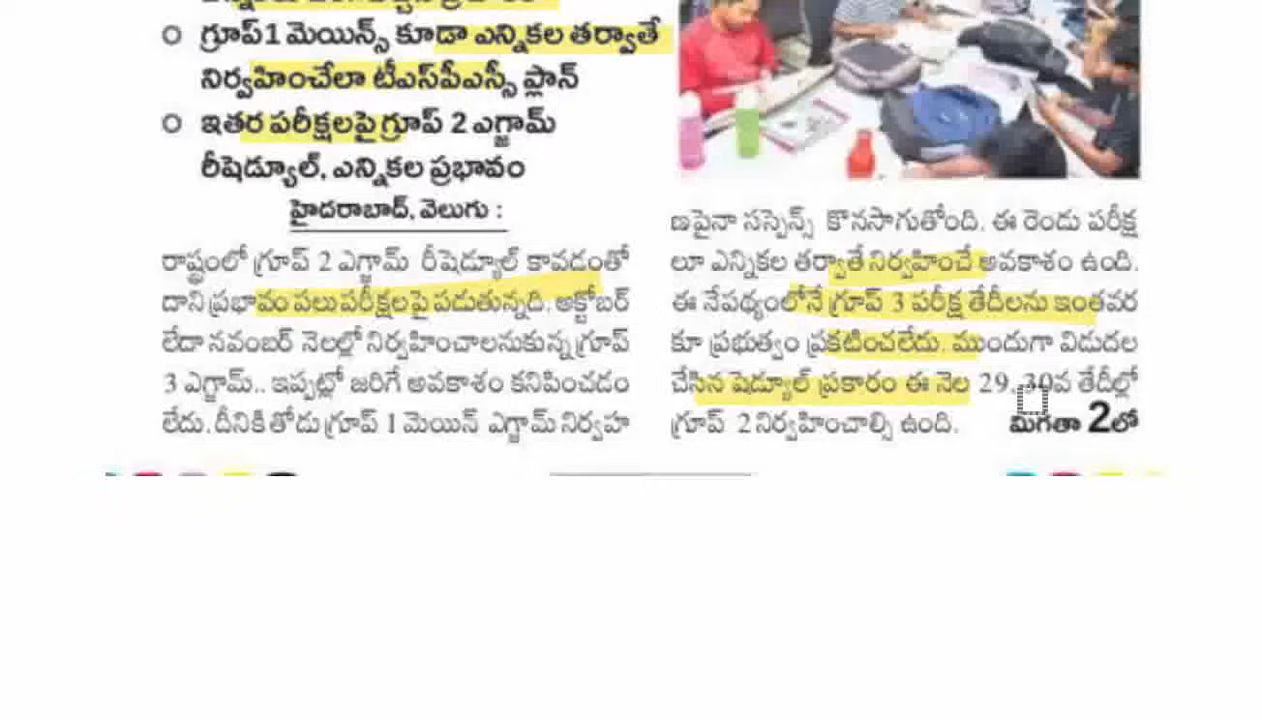 గ్రూప్1 మెయిన్స్ కూడా ఎన్నికల తర్వాతే
నిర్వహించేలా టీఎస్‌పీఎస్సీ ప్లాన్
ఇతర పరీక్షలపై గ్రూప్ 2 ఎగ్జామ్
రీషెడ్యూల్, ఎన్నికల ప్రభావం
హైదరాబాద్, వెలుగు :
రాష్ట్రంలో గ్రూప్ 2 ఎగ్జామ్ రీషెడ్యూల్ కావడంతో
దాని ప్రభావం పలు పరీక్షలపై పడుతున్నది. అక్టోబర్
లేదా నవంబర్ నెలల్లో నిర్వహించాలనుకున్న గ్రూప్
3 ఎగ్జామ్.. ఇప్పట్లో జరిగే అవకాశం కనిపించడం
లేదు. దీనికి తోడు గ్రూప్ 1 మెయిన్ ఎగ్జామ్ నిర్వహ
ణపైనా సస్పెన్స్ కొనసాగుతోంది. ఈ రెండు పరీక్ష
లూ ఎన్నికల తర్వాతే నిర్వహించే అవకాశం ఉంది.
ఈ నేపథ్యంలోనే గ్రూప్ 3 పరీక్ష తేదీలను ఇంతవర
కూ ప్రభుత్వం ప్రకటించలేదు. ముందుగా విడుదల
చేసిన షెడ్యూల్ ప్రకారం ఈ నెల 29, 30వ తేదీల్లో
గ్రూప్ 2 నిర్వహించాల్సి ఉంది. మిగతా 2లో